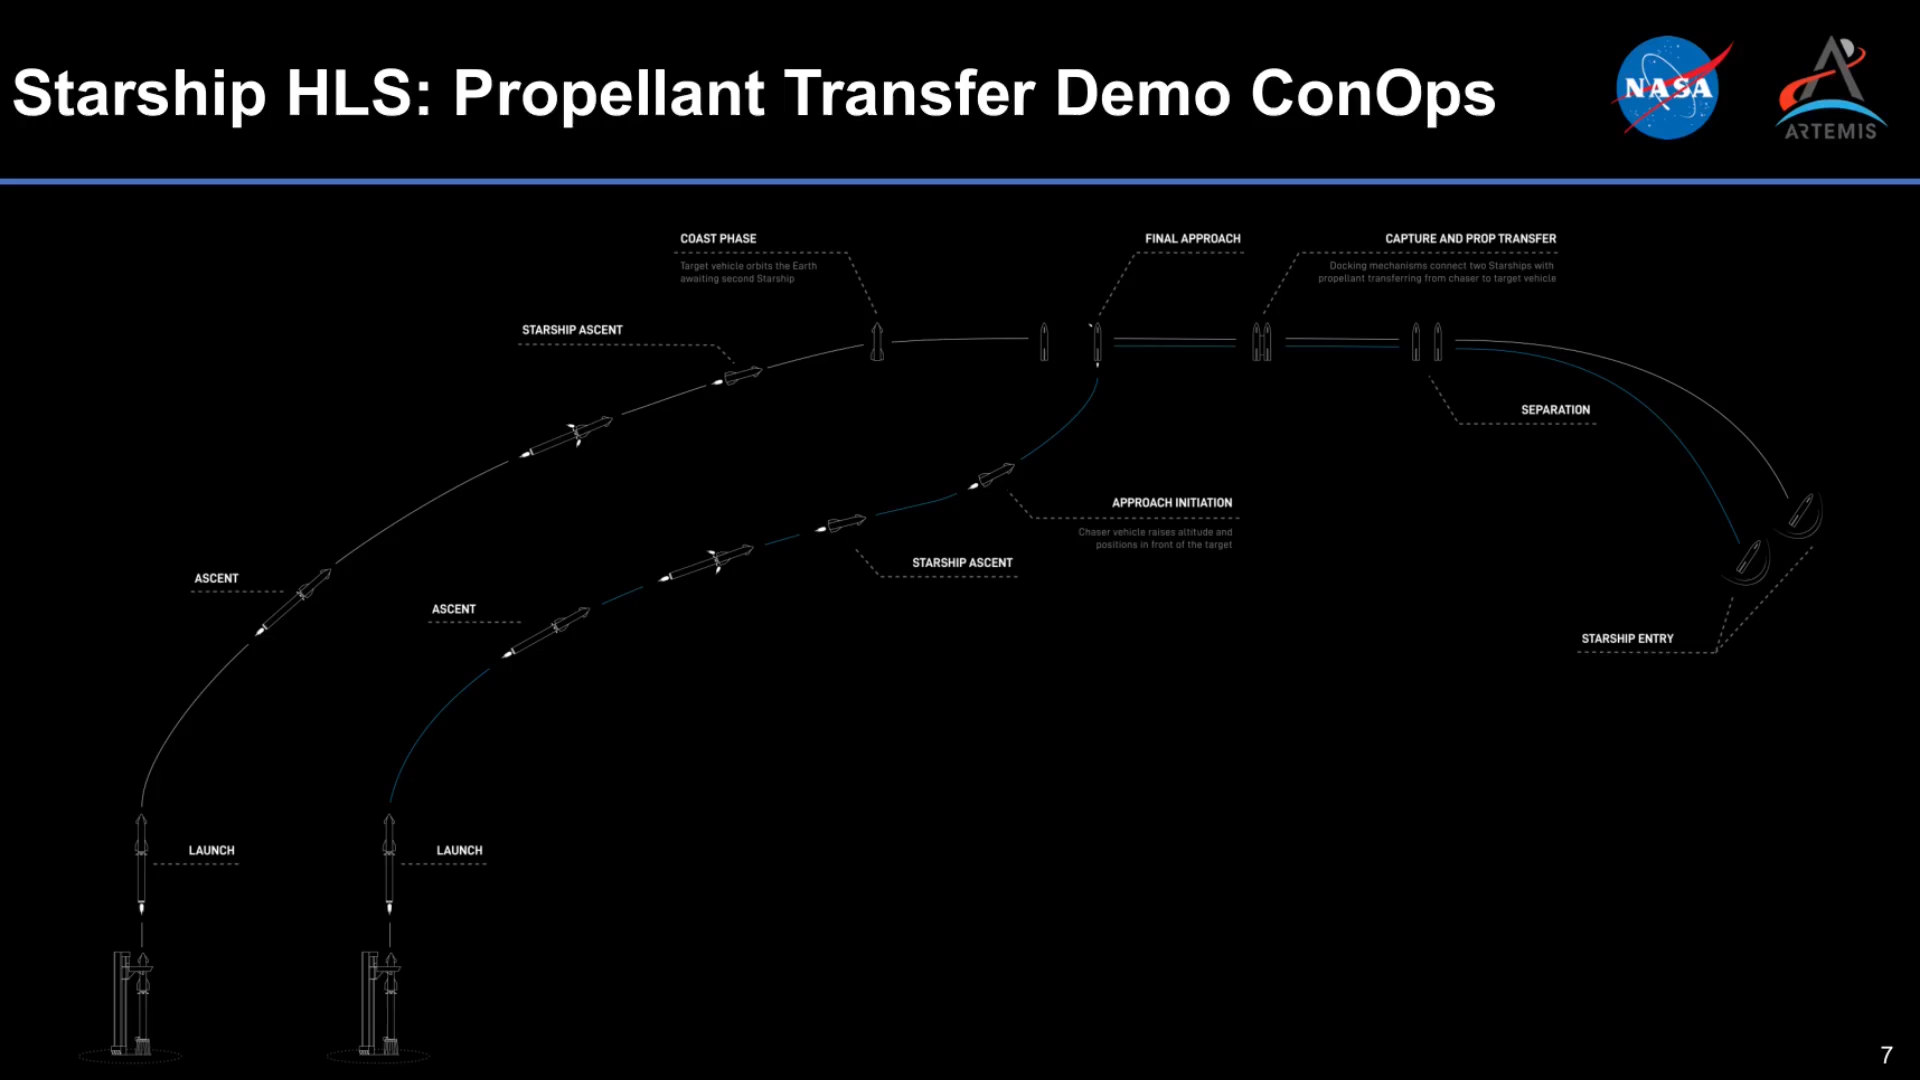 Starship HLS: Propellant Transfer Demo ConOps
NASA
ARTEMIS
COAST PHASE
Target vehicle orbits the Earth
awaiting second Starship
FINAL APPROACH
CAPTURE AND PROP TRANSFER
Docking mechanisms connect two Starships with
propellant transferring from chaser to target vehicle
STARSHIP ASCENT
SEPARATION
APPROACH INITIATION
Chaser vehicle raises altitude and
positions in front of the target
STARSHIP ASCENT
ASCENT
ASCENT
STARSHIP ENTRY
LAUNCH
LAUNCH
7